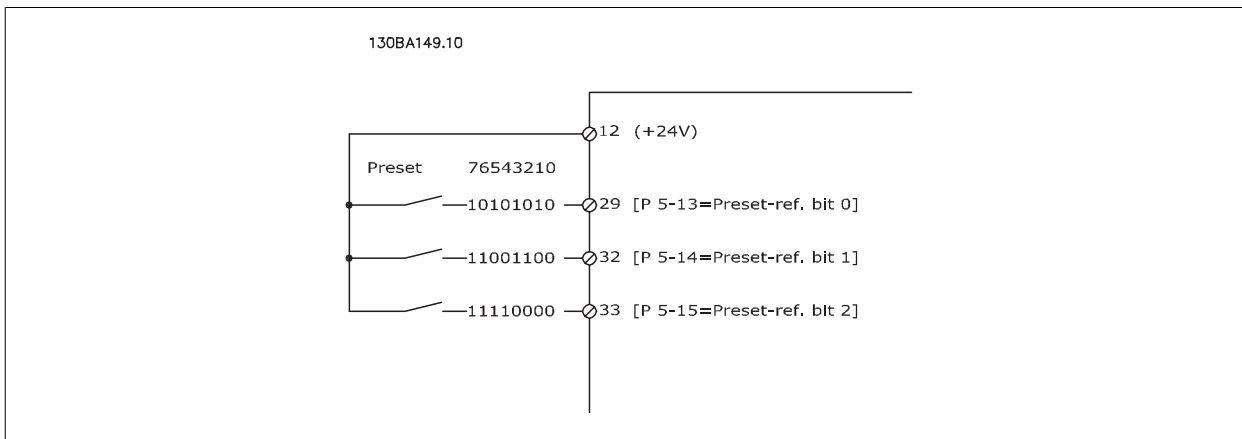 130BA149.10
12 (+24V)
Preset 76543210
10101010 29 [P 5-13=Preset-ref. bit 0]
11001100 32 [P 5-14=Preset-ref. bit 1]
11110000 33 [P 5-15=Preset-ref. bit 2]